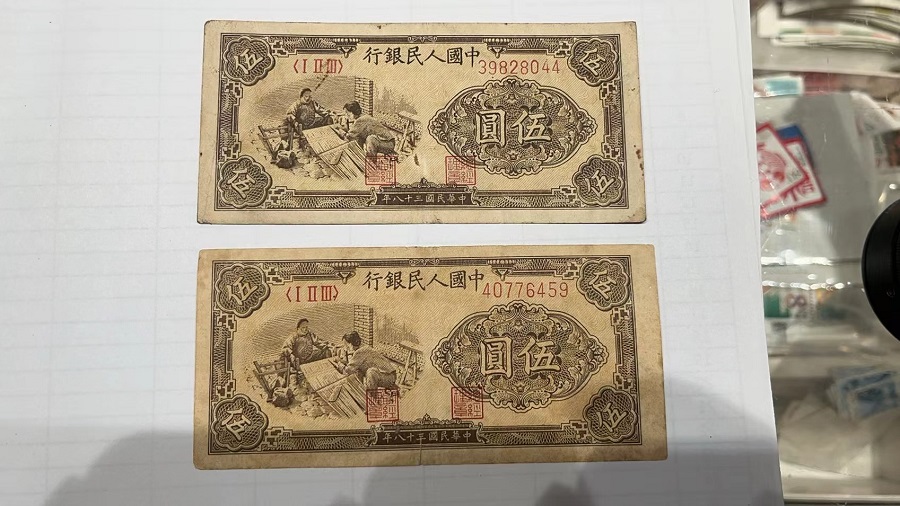 伍 伍
行銀民人國中
〈I II III〉 39828044
圓伍
伍 伍
年八十三國民華中
伍 伍
行銀民人國中
〈I II III〉 40776459
圓伍
伍 伍
年八十三國民華中